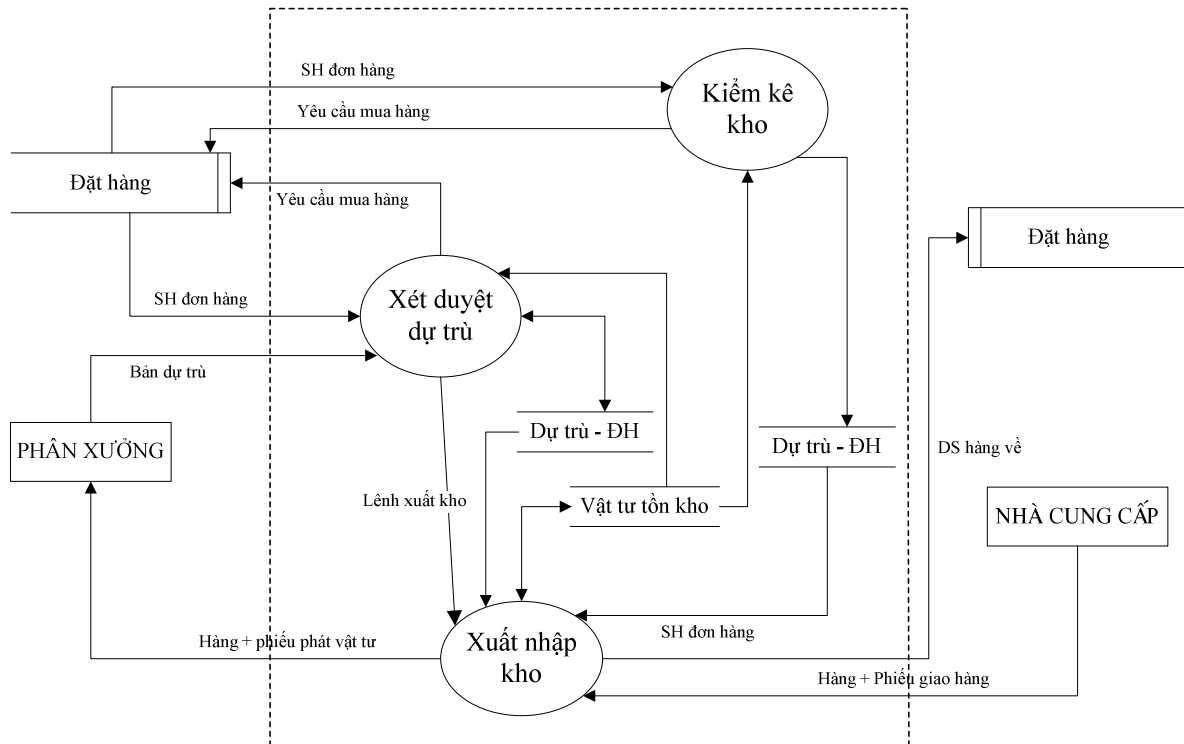 SH đơn hàng
Kiểm kê
kho
Yêu cầu mua hàng
Đặt hàng
Yêu cầu mua hàng
Đặt hàng
SH đơn hàng
Xét duyệt
dự trù
Bản dự trù
PHÂN XƯỞNG
Dự trù - ĐH
Dự trù - ĐH
DS hàng về
Lênh xuất kho
Vật tư tồn kho
NHÀ CUNG CẤP
Hàng + phiếu phát vật tư
Xuất nhập
kho
SH đơn hàng
Hàng + Phiếu giao hàng